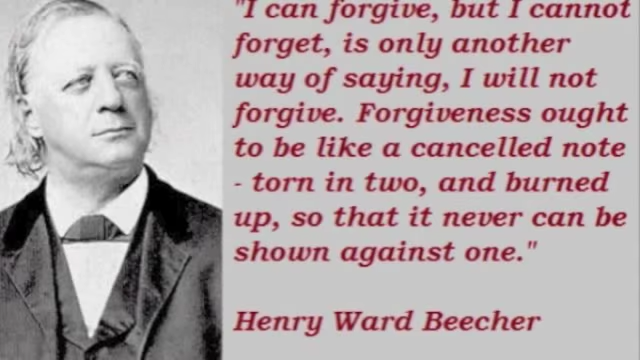 "I can forgive, but I cannot
forget, is only another
way of saying, I will not
forgive. Forgiveness ought
to be like a cancelled note
- torn in two, and burned
up, so that it never can be
shown against one."
Henry Ward Beecher